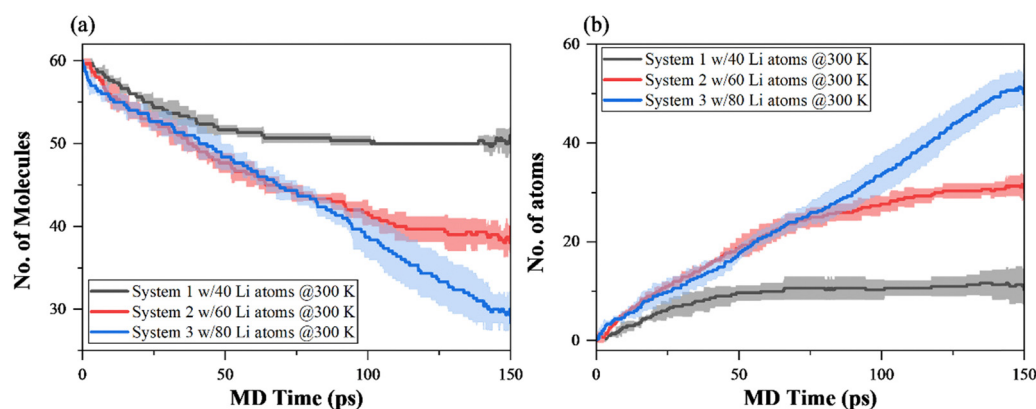 (a)
60
50
40
30
No. of Molecules
System 1 w/40 Li atoms @300 K
System 2 w/60 Li atoms @300 K
System 3 w/80 Li atoms @300 K
0
50
100
150
MD Time (ps)
(b)
60
40
20
0
No. of atoms
System 1 w/40 Li atoms @300 K
System 2 w/60 Li atoms @300 K
System 3 w/80 Li atoms @300 K
0
50
100
150
MD Time (ps)